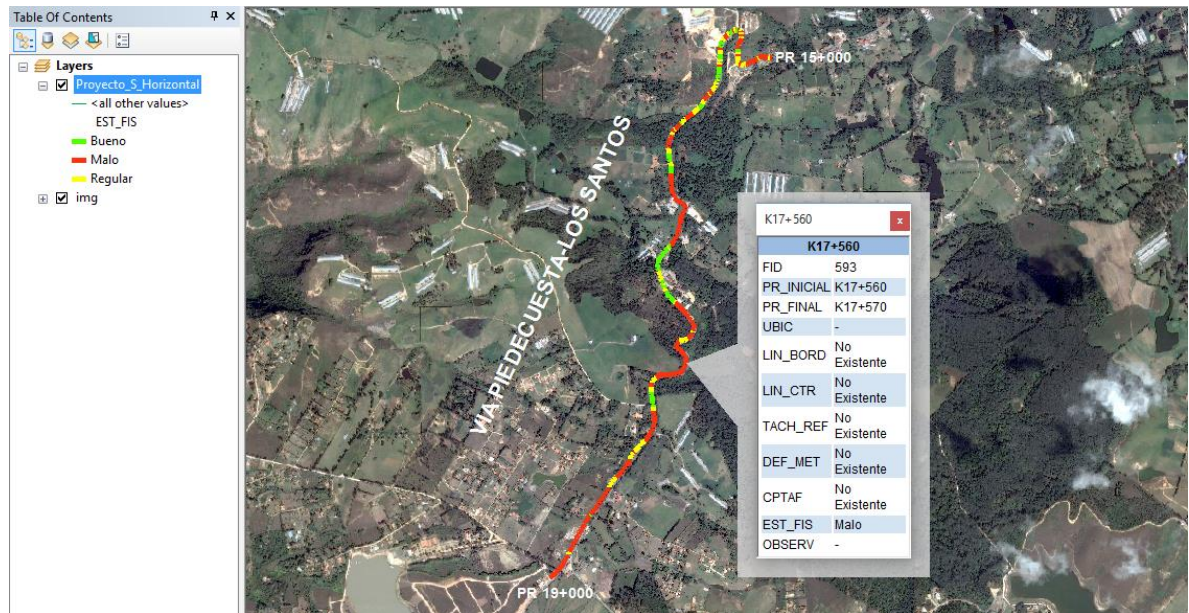 Table Of Contents
Layers
Proyecto_S_Horizontal
<all other values>
EST_FIS
Bueno
Malo
Regular
img
PR 15+000
VIA PIEDECUESTA-LOS SANTOS
K17+560
K17+560
FID 593
PR_INICIAL K17+560
PR_FINAL K17+570
UBIC -
LIN_BORD No
Existente
LIN_CTR No
Existente
TACH_REF No
Existente
DEF_MET No
Existente
CPTAF No
Existente
EST_FIS Malo
OBSERV -
PR 19+000